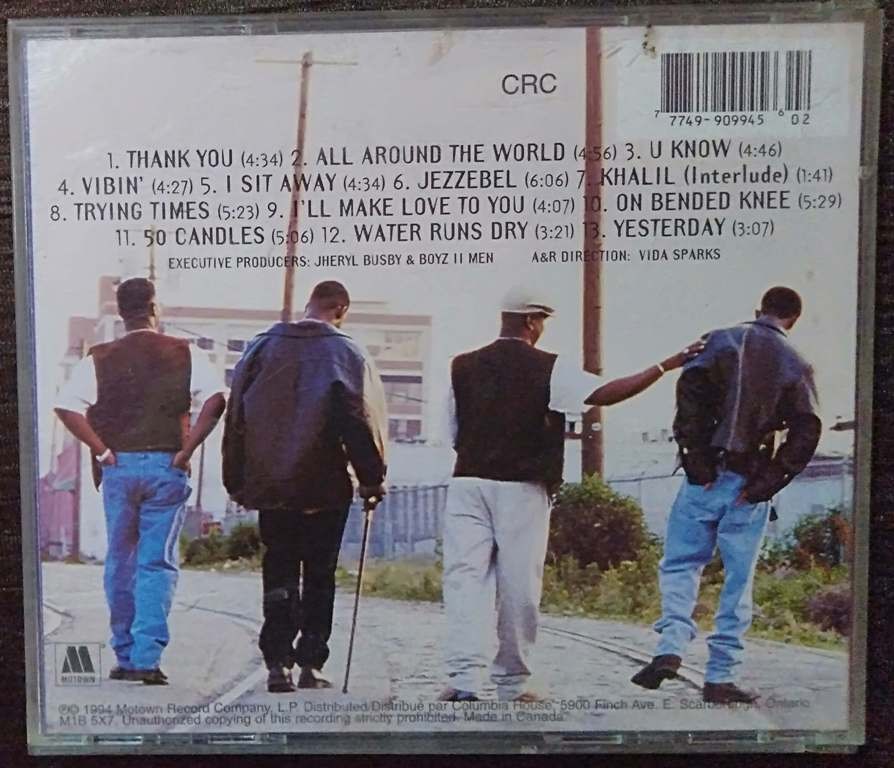 CRC
7 7749-909945 6 02
1. THANK YOU (4:34) 2. ALL AROUND THE WORLD (4:56) 3. U KNOW (4:46)
4. VIBIN' (4:27) 5. I SIT AWAY (4:34) 6. JEZZEBEL (6:06) 7. KHALIL (Interlude) (1:41)
8. TRYING TIMES (5:23) 9. I'LL MAKE LOVE TO YOU (4:07) 10. ON BENDED KNEE (5:29)
11. 50 CANDLES (5:06) 12. WATER RUNS DRY (3:21) 13. YESTERDAY (3:07)
EXECUTIVE PRODUCERS: JHERYL BUSBY & BOYZ II MEN A&R DIRECTION: VIDA SPARKS
M
MOTOWN
℗© 1994 Motown Record Company, L.P. Distributed/Distribué par Columbia House, 5900 Finch Ave. E. Scarborough, Ontario
M1B 5X7. Unauthorized copying of this recording strictly prohibited. Made in Canada